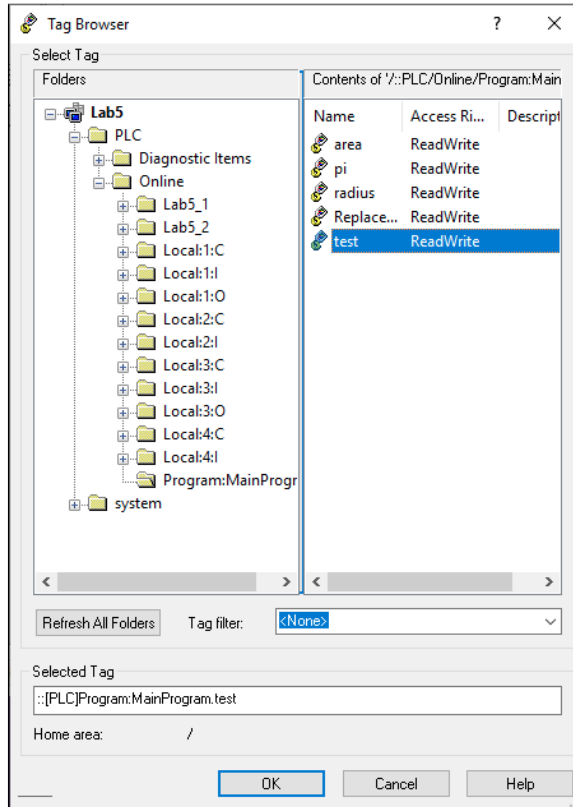 Tag Browser
?
Select Tag
Folders
Contents of '/::PLC/Online/Program:Main
Lab5
PLC
Diagnostic Items
Online
Lab5_1
Lab5_2
Local:1:C
Local:1:I
Local:1:O
Local:2:C
Local:2:I
Local:3:C
Local:3:I
Local:3:O
Local:4:C
Local:4:I
Program:MainProgr
system
Name Access Ri... Descript
area ReadWrite
pi ReadWrite
radius ReadWrite
Replace... ReadWrite
test ReadWrite
Refresh All Folders
Tag filter:
<None>
Selected Tag
::[PLC]Program:MainProgram.test
Home area: /
OK
Cancel
Help